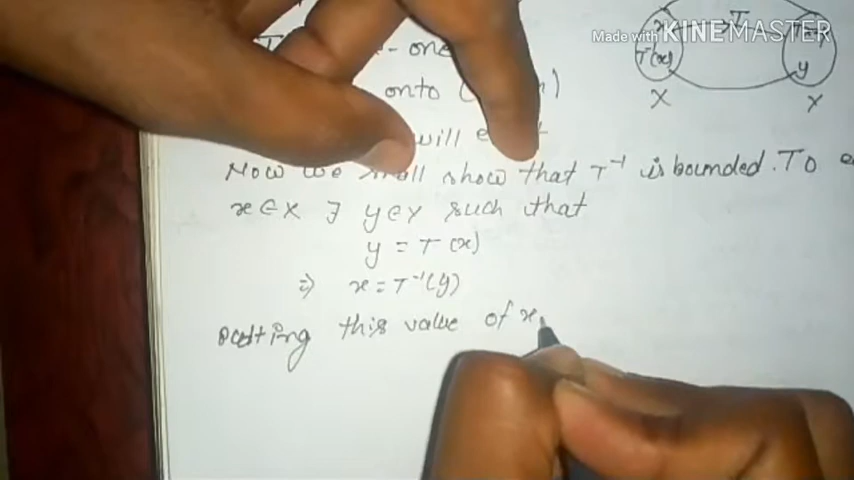 Made with KINEMASTER
T
T(x)
y
X
Y
- one
onto (
will
Now we shall show that T⁻¹ is bounded. To
x ∈ X ∃ y ∈ Y such that
y = T(x)
⇒ x = T⁻¹(y)
putting this value of x